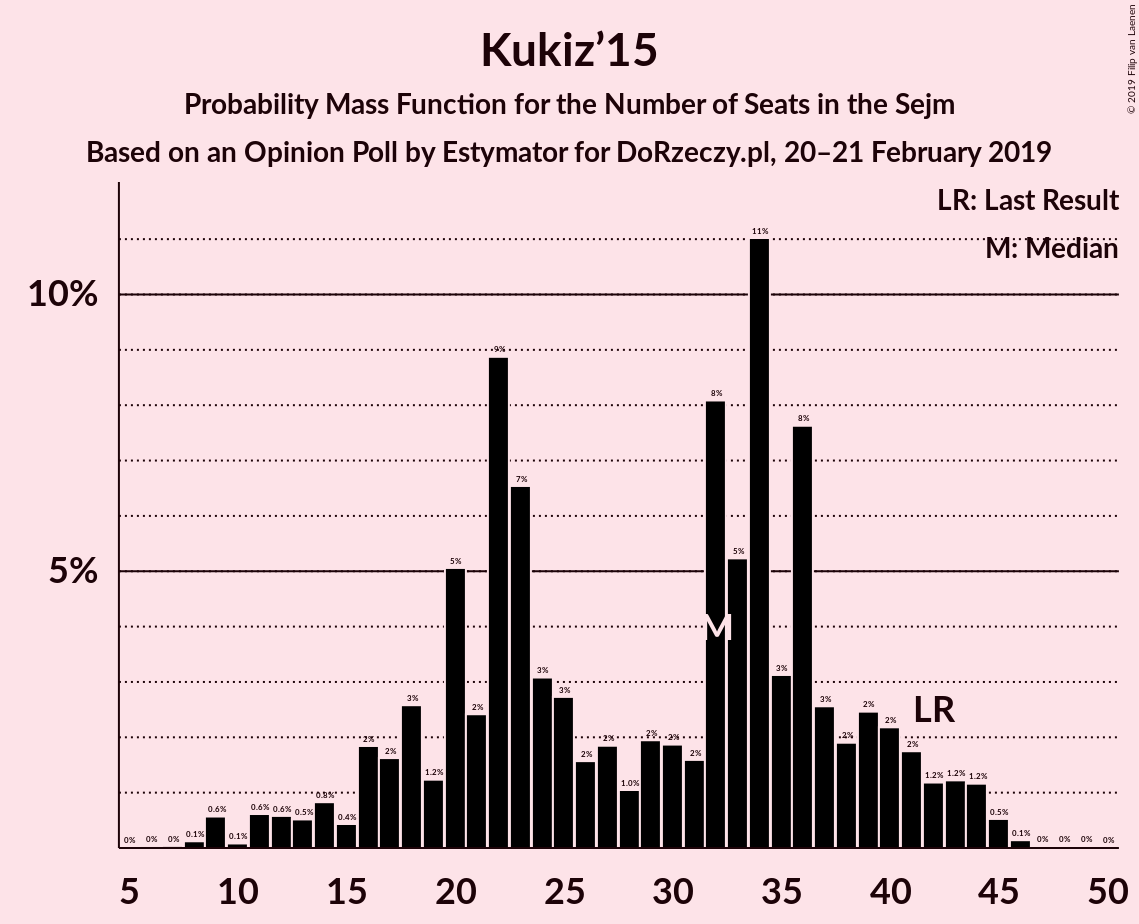 Kukiz’15
Probability Mass Function for the Number of Seats in the Sejm
Based on an Opinion Poll by Estymator for DoRzeczy.pl, 20–21 February 2019
© 2019 Filip van Laenen
LR: Last Result
M: Median
10%
5%
0% 0% 0% 0.1% 0.6% 0.1% 0.6% 0.6% 0.5% 0.8% 0.4% 2% 2% 3% 1.2% 5% 2% 9% 7% 3% 3% 2% 2% 1.0% 2% 2% 2% 8% 5% 11% 3% 8% 3% 2% 2% 2% 2% 1.2% 1.2% 1.2% 0.5% 0.1% 0% 0% 0% 0%
M
LR
5 10 15 20 25 30 35 40 45 50